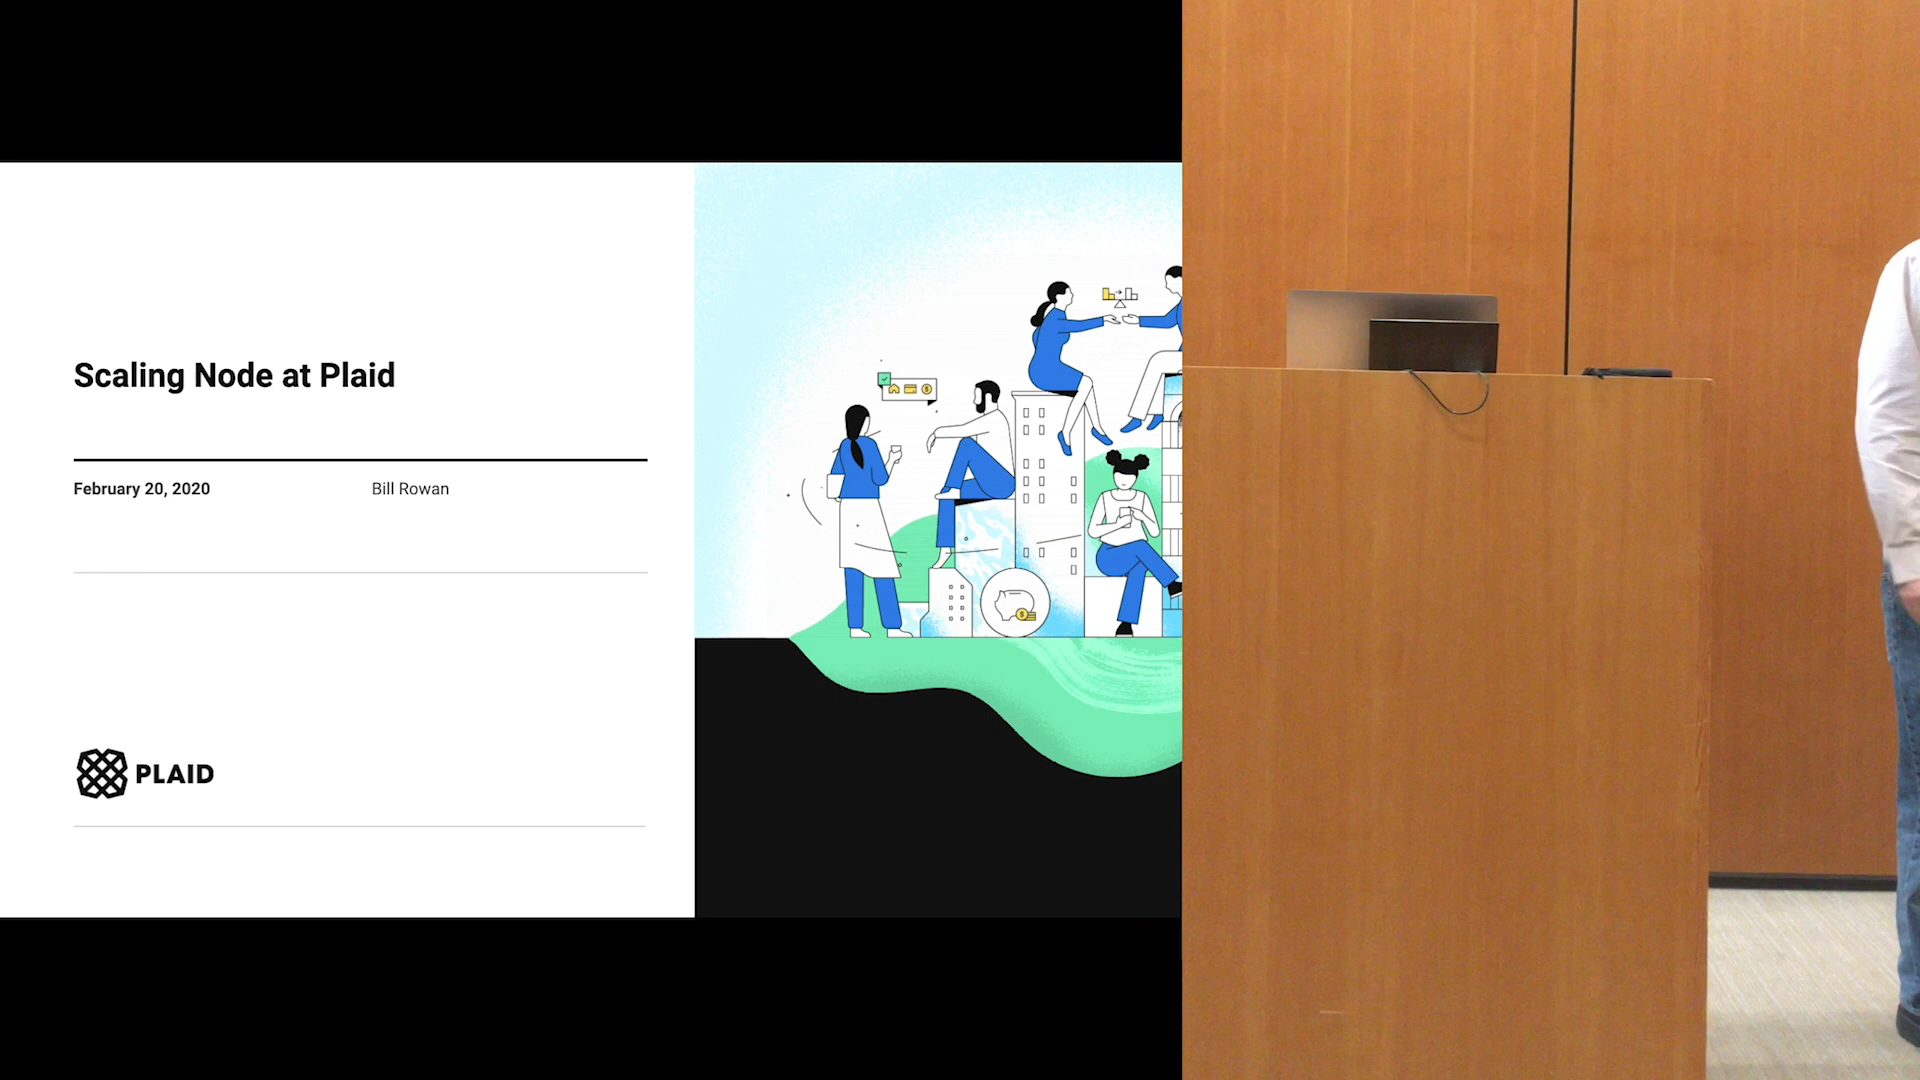 Scaling Node at Plaid
February 20, 2020
Bill Rowan
PLAID